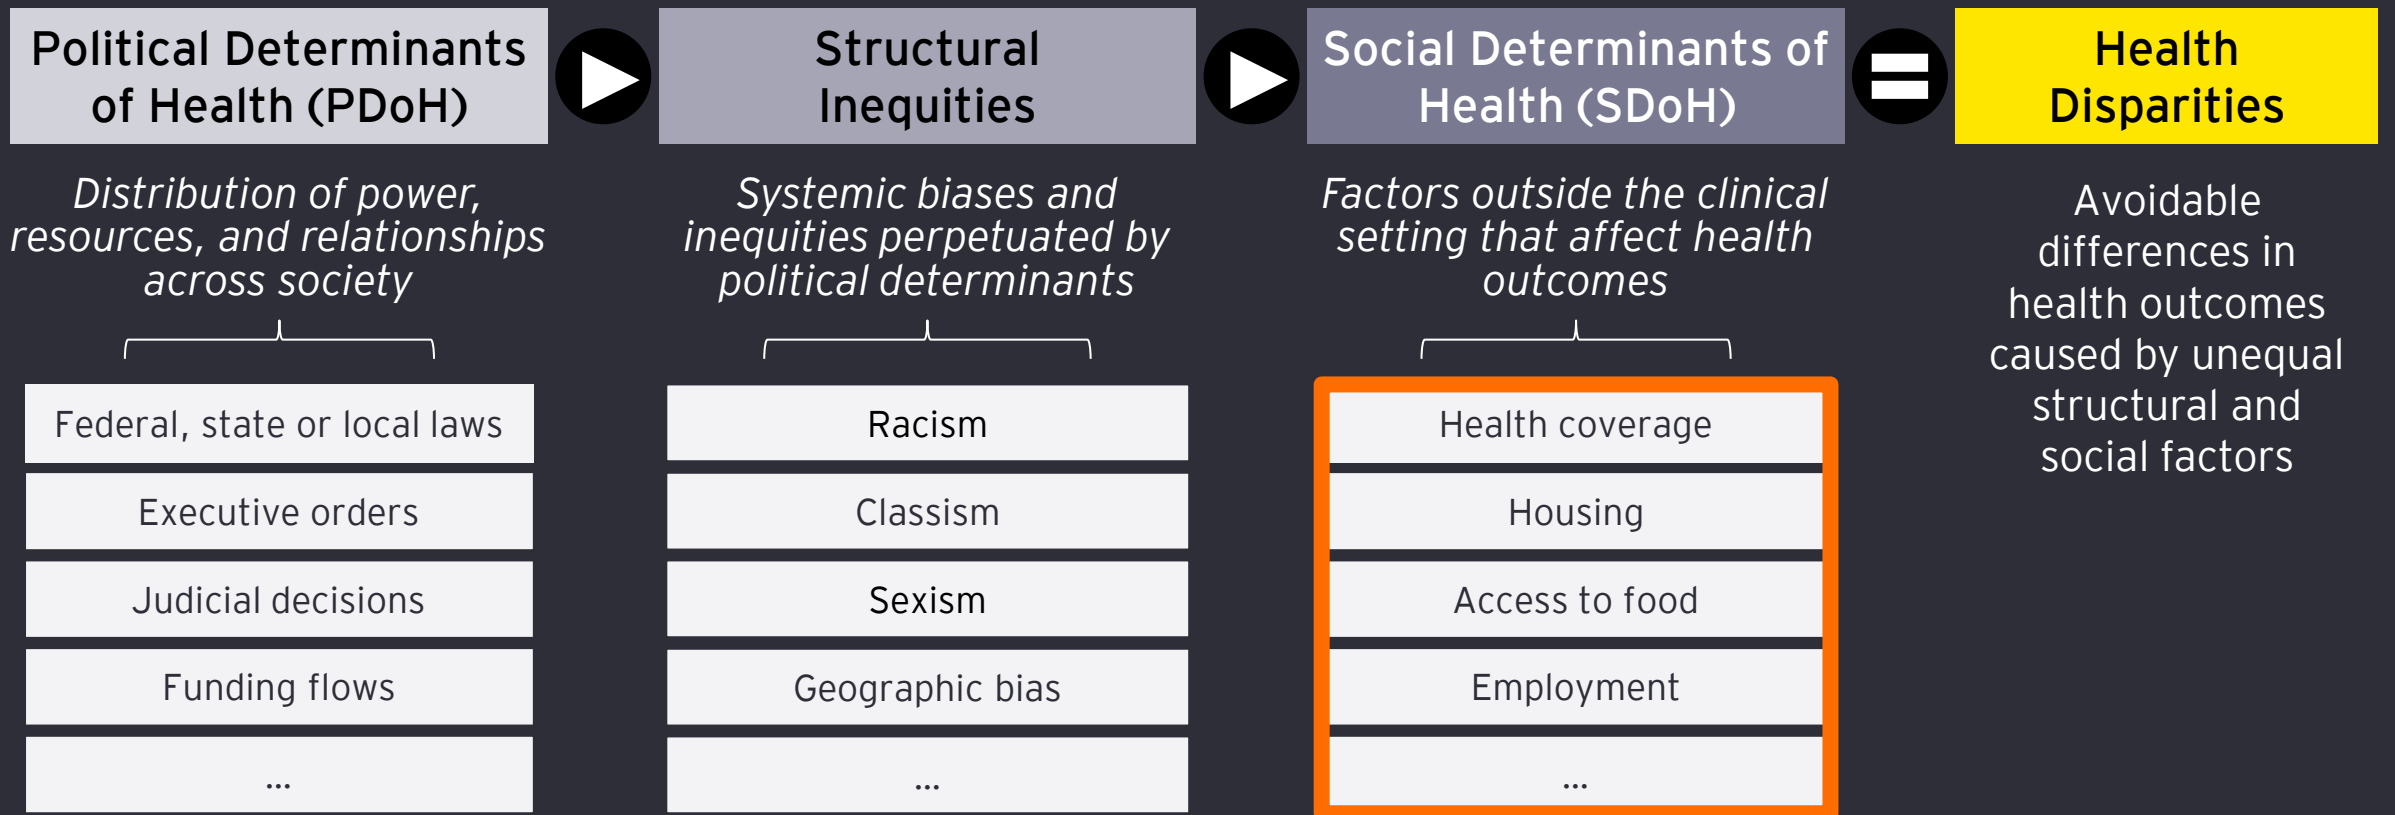 Political Determinants
of Health (PDoH)
Distribution of power,
resources, and relationships
across society
Federal, state or local laws
Executive orders
Judicial decisions
Funding flows
...
Structural
Inequities
Systemic biases and
inequities perpetuated by
political determinants
Racism
Classism
Sexism
Geographic bias
...
Social Determinants of
Health (SDoH)
Factors outside the clinical
setting that affect health
outcomes
Health coverage
Housing
Access to food
Employment
...
Health
Disparities
Avoidable
differences in
health outcomes
caused by unequal
structural and
social factors